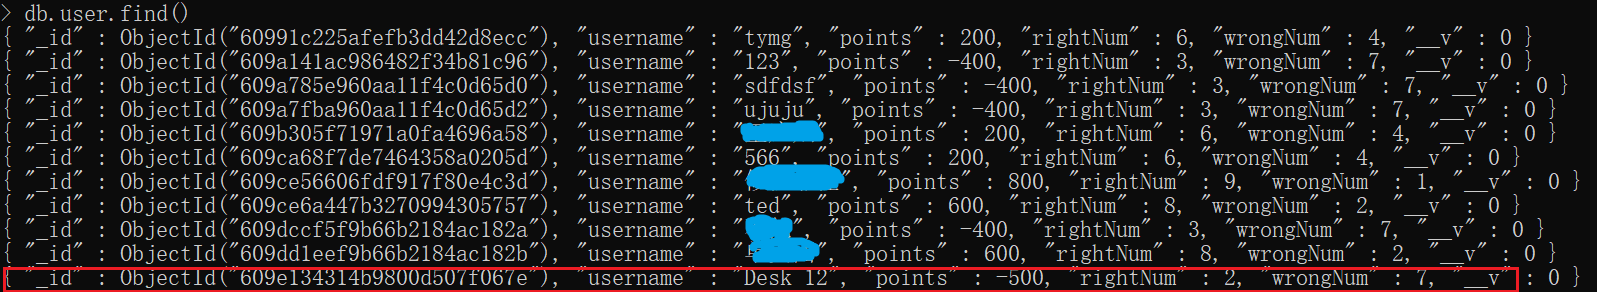 > db.user.find()
{ "_id" : ObjectId("60991c225afefb3dd42d8ecc"), "username" : "tymg", "points" : 200, "rightNum" : 6, "wrongNum" : 4, "__v" : 0 }
{ "_id" : ObjectId("609a141ac986482f34b81c96"), "username" : "123", "points" : -400, "rightNum" : 3, "wrongNum" : 7, "__v" : 0 }
{ "_id" : ObjectId("609a785e960aa11f4c0d65d0"), "username" : "sdfdsf", "points" : -400, "rightNum" : 3, "wrongNum" : 7, "__v" : 0 }
{ "_id" : ObjectId("609a7fba960aa11f4c0d65d2"), "username" : "ujuju", "points" : -400, "rightNum" : 3, "wrongNum" : 7, "__v" : 0 }
{ "_id" : ObjectId("609b305f71971a0fa4696a58"), "username" : " "points" : 200, "rightNum" : 6, "wrongNum" : 4, "__v" : 0 }
{ "_id" : ObjectId("609ca68f7de7464358a0205d"), "username" : "566", "points" : 200, "rightNum" : 6, "wrongNum" : 4, "__v" : 0 }
{ "_id" : ObjectId("609ce56606fdf917f80e4c3d"), "username" : " "points" : 800, "rightNum" : 9, "wrongNum" : 1, "__v" : 0 }
{ "_id" : ObjectId("609ce6a447b3270994305757"), "username" : "ted", "points" : 600, "rightNum" : 8, "wrongNum" : 2, "__v" : 0 }
{ "_id" : ObjectId("609dccf5f9b66b2184ac182a"), "username" : " "points" : -400, "rightNum" : 3, "wrongNum" : 7, "__v" : 0 }
{ "_id" : ObjectId("609dd1eef9b66b2184ac182b"), "username" : " "points" : 600, "rightNum" : 8, "wrongNum" : 2, "__v" : 0 }
{ "_id" : ObjectId("609e134314b9800d507f067e"), "username" : "Desk 12", "points" : -500, "rightNum" : 2, "wrongNum" : 7, "__v" : 0 }